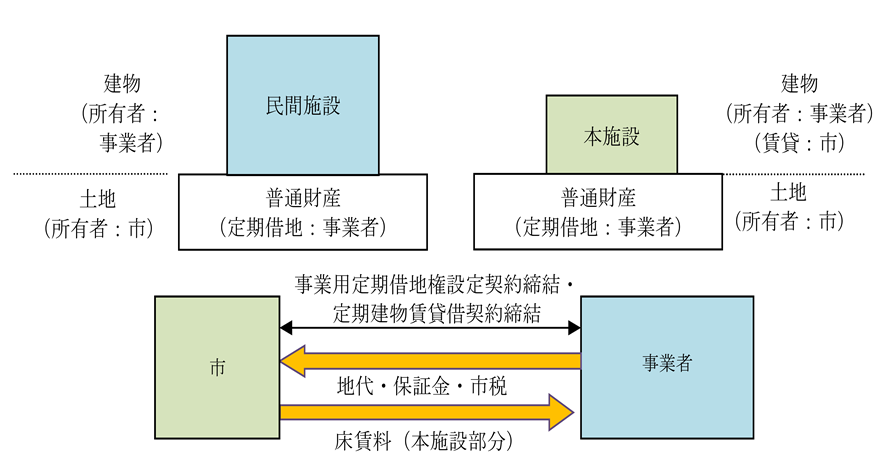 建物
（所有者：
事業者）
民間施設
本施設
建物
（所有者：事業者）
（賃貸：市）
土地
（所有者：市）
普通財産
（定期借地：事業者）
普通財産
（定期借地：事業者）
土地
（所有者：市）
事業用定期借地権設定契約締結・
定期建物賃貸借契約締結
市
事業者
地代・保証金・市税
床賃料（本施設部分）